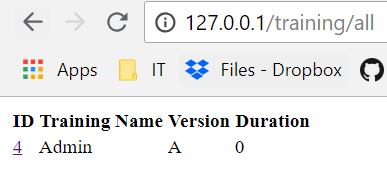 127.0.0.1/training/all
Apps IT Files - Dropbox
ID Training Name Version Duration
4 Admin A 0